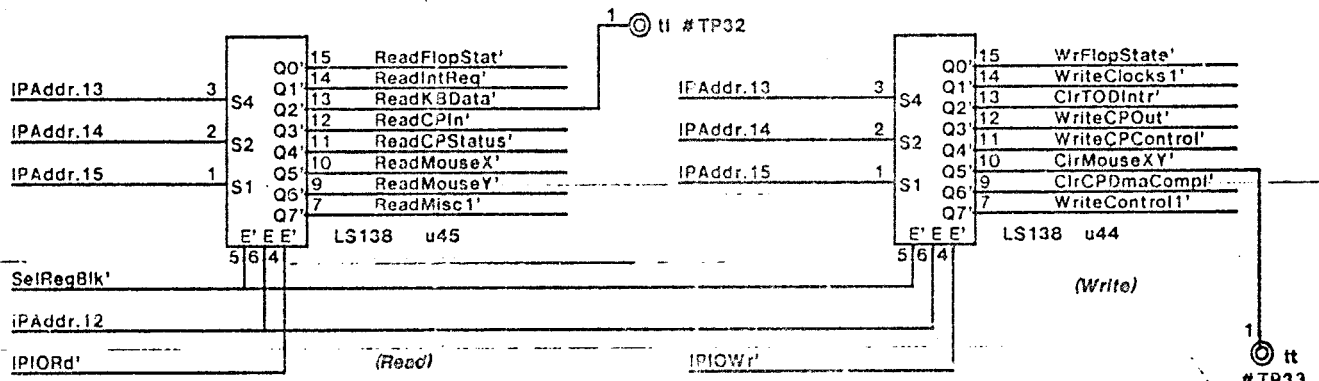 1 tt #TP32
15 ReadFlopStat'
Q0'
14 ReadIntReq'
IPAddr.13 3 S4
Q1'
13 ReadKBData'
Q2'
12 ReadCPIn'
IPAddr.14 2 S2
Q3'
11 ReadCPStatus'
Q4'
10 ReadMouseX'
IPAddr.15 1 S1
Q5'
9 ReadMouseY'
Q6'
7 ReadMisc1'
Q7'
E' E E' LS138 u45
5 6 4
15 WrFlopState'
Q0'
14 WriteClocks1'
IPAddr.13 3 S4
Q1'
13 ClrTODIntr'
Q2'
12 WriteCPOut'
IPAddr.14 2 S2
Q3'
11 WriteCPControl'
Q4'
10 ClrMouseXY'
IPAddr.15 1 S1
Q5'
9 ClrCPDmaCompl'
Q6'
7 WriteControl1'
Q7'
E' E E' LS138 u44
5 6 4
SelRegBlk'
(Write)
IPAddr.12
IPIORd' (Read)
IPIOWr'
1 tt
#TP33